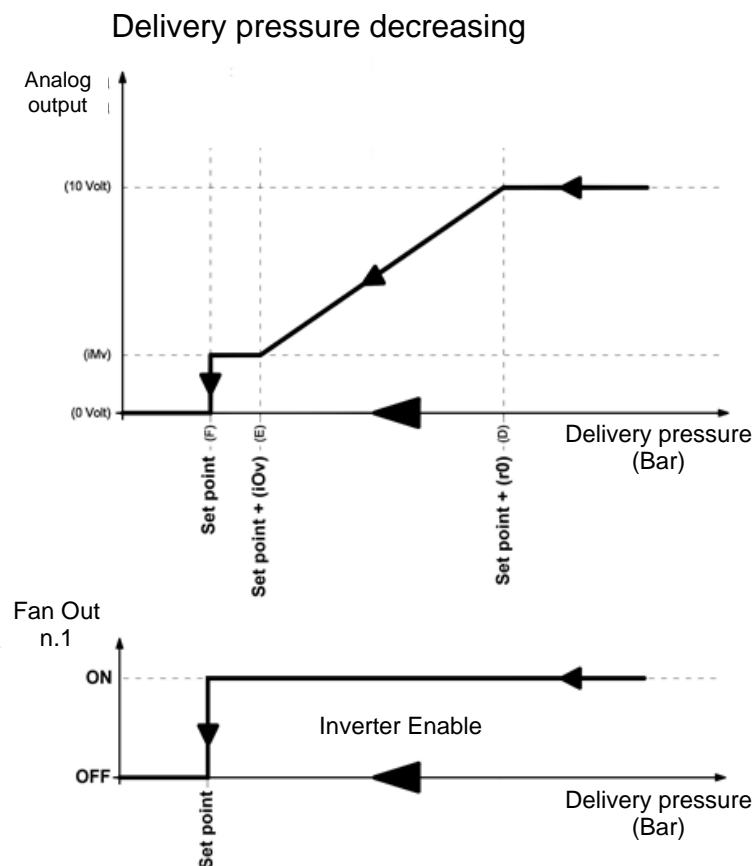 Delivery pressure decreasing
Analog
output
(10 Volt)
(iMv)
(0 Volt)
Set point - (F)
Set point + (iOv) - (E)
Set point + (r0) - (D)
Delivery pressure
(Bar)
Fan Out
n.1
ON
Inverter Enable
OFF
Set point
Delivery pressure
(Bar)